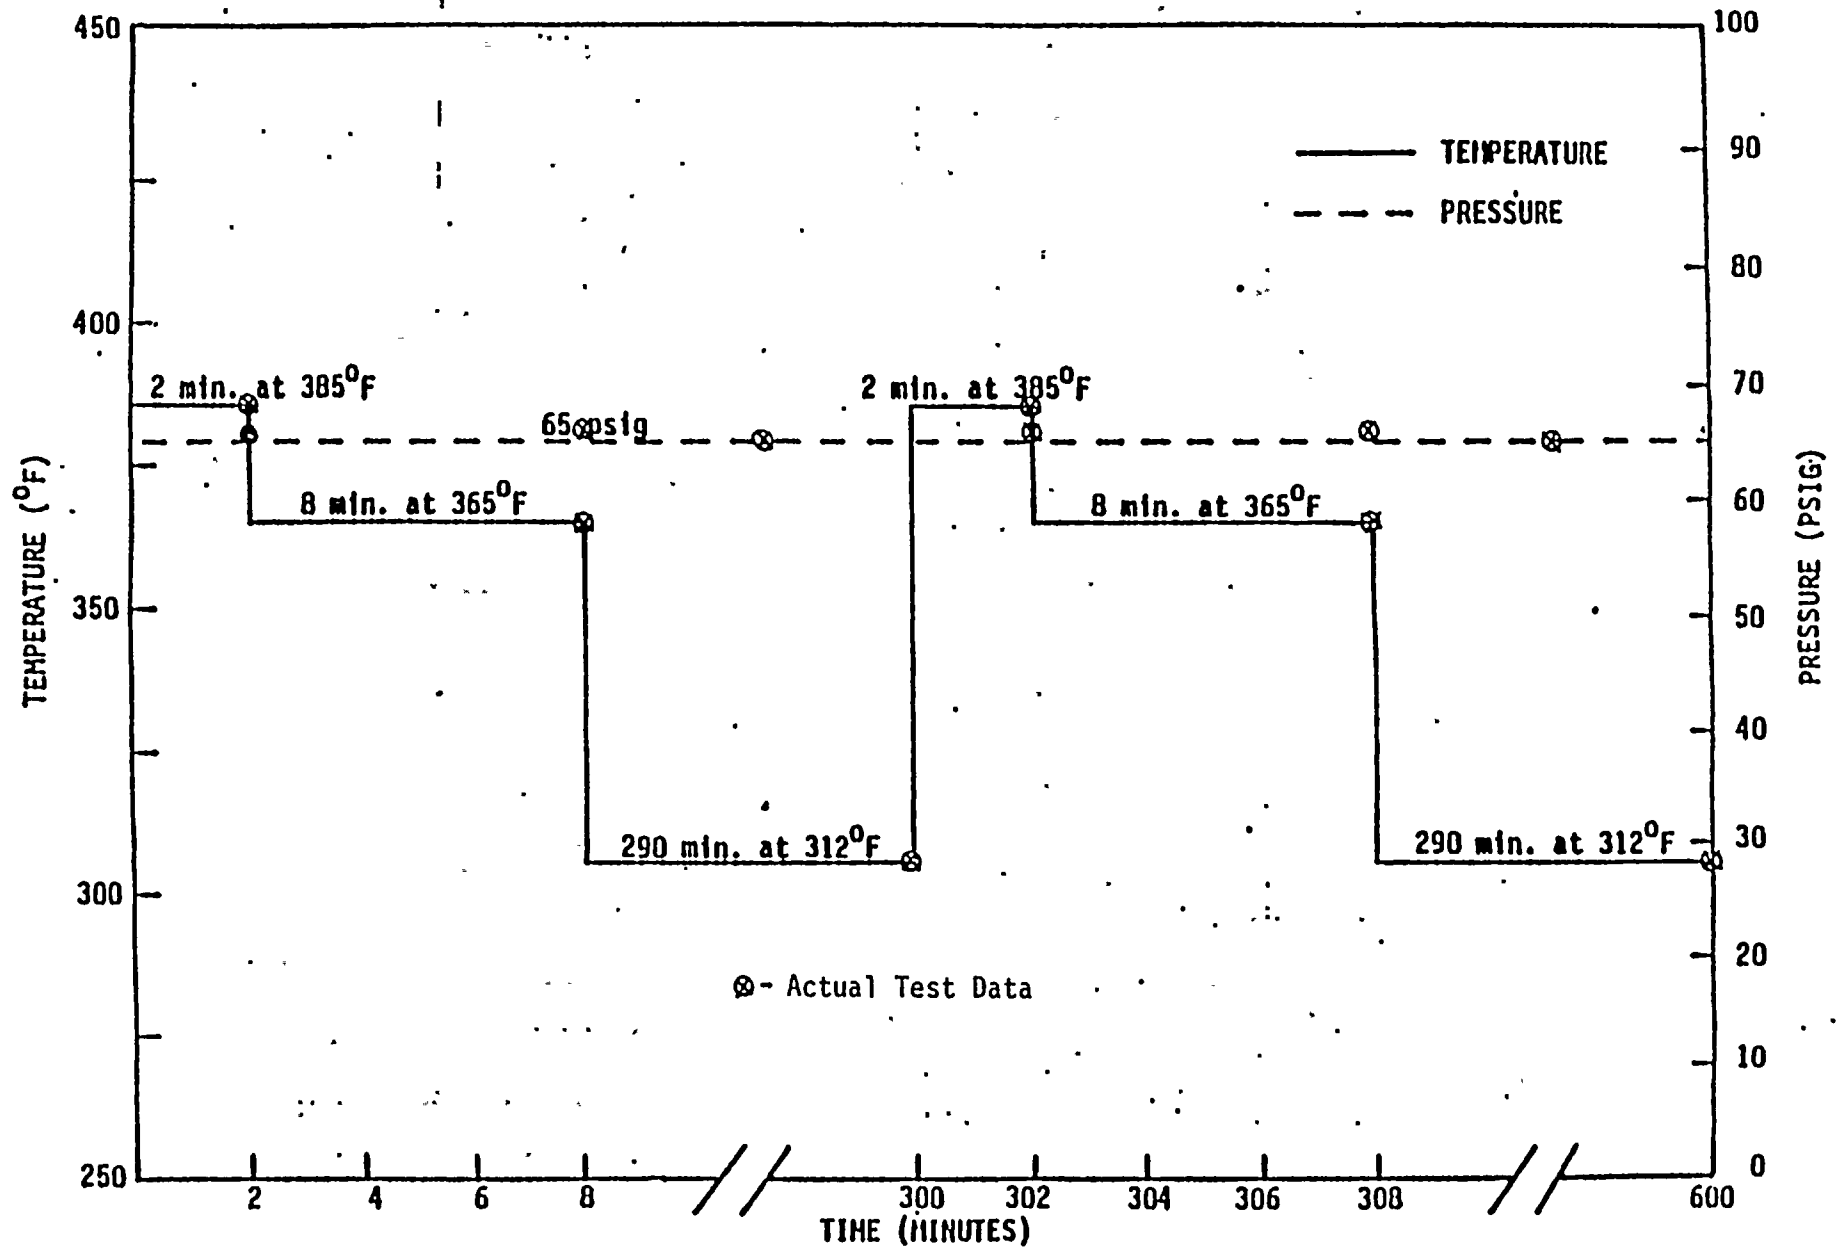 450
100
TEMPERATURE
90
PRESSURE
80
400
2 min. at 385°F
2 min. at 385°F
70
65 psig
8 min. at 365°F
8 min. at 365°F
60
TEMPERATURE (°F)
PRESSURE (PSIG)
350
50
40
290 min. at 312°F
290 min. at 312°F
30
300
20
⊗ - Actual Test Data
10
250
0
2 4 6 8 300 302 304 306 308 600
TIME (MINUTES)